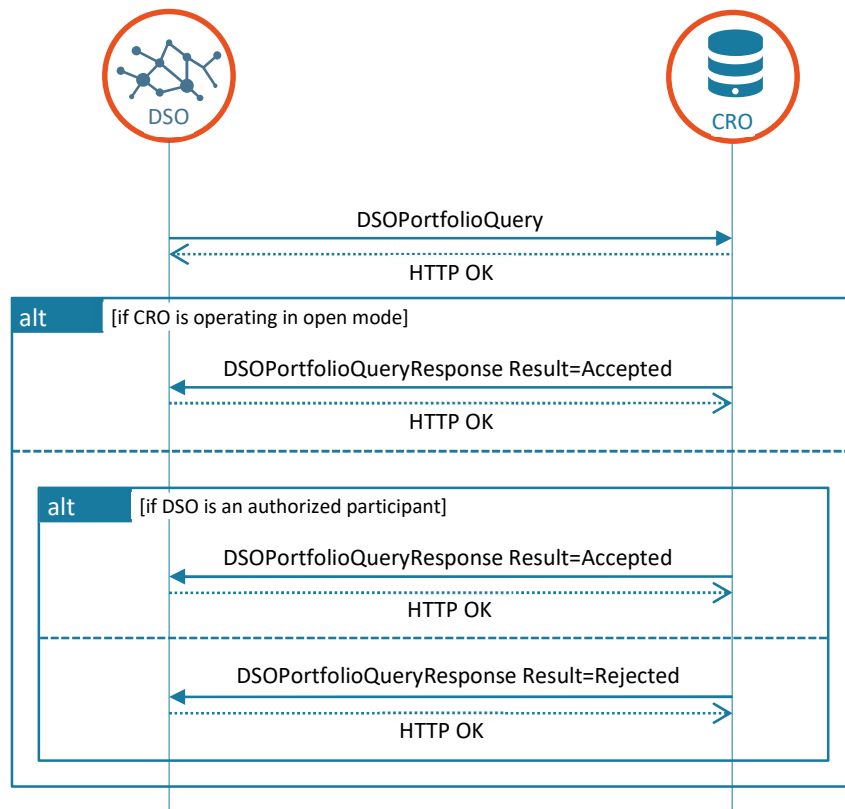 DSO
CRO
DSOPortfolioQuery
HTTP OK
alt
[if CRO is operating in open mode]
DSOPortfolioQueryResponse Result=Accepted
HTTP OK
alt
[if DSO is an authorized participant]
DSOPortfolioQueryResponse Result=Accepted
HTTP OK
DSOPortfolioQueryResponse Result=Rejected
HTTP OK